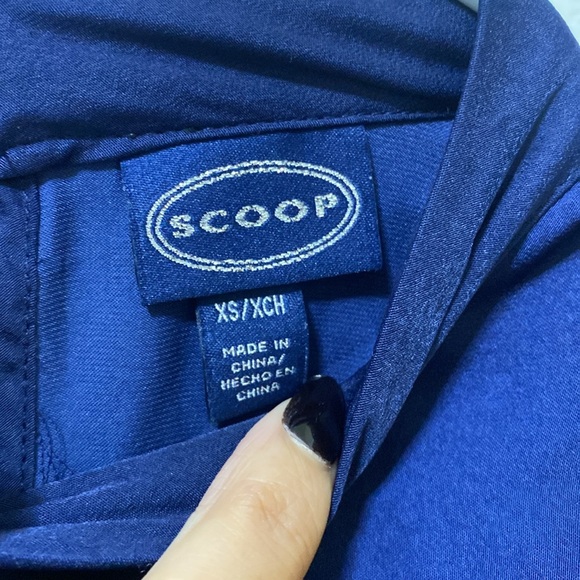 SCOOP
XS/XCH
MADE IN
CHINA/
HECHO EN
CHINA